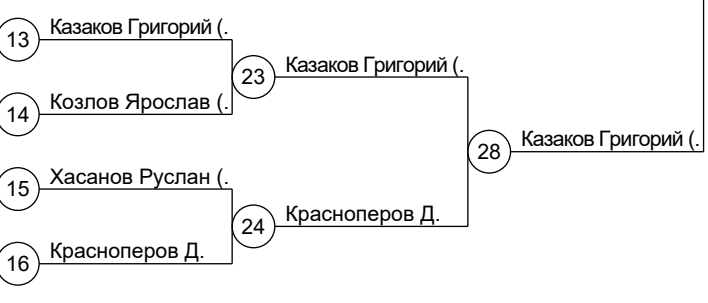 13 Казаков Григорий (.
23 Казаков Григорий (.
14 Козлов Ярослав (.
28 Казаков Григорий (.
15 Хасанов Руслан (.
24 Красноперов Д.
16 Красноперов Д.